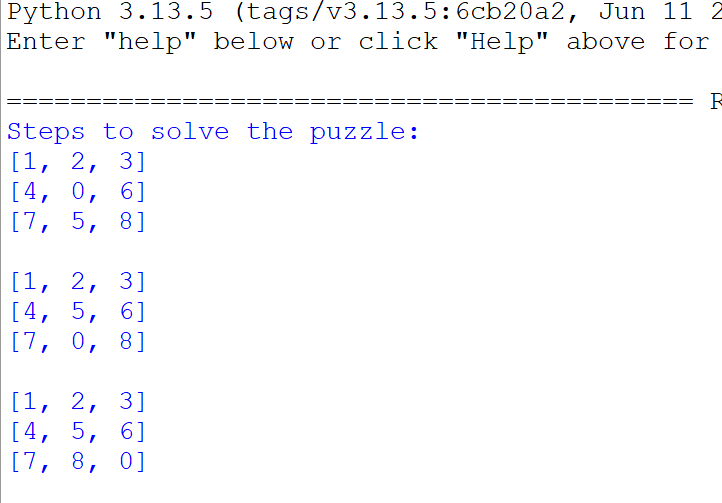 Python 3.13.5 (tags/v3.13.5:6cb20a2, Jun 11 2
Enter "help" below or click "Help" above for
=========================================== R
Steps to solve the puzzle:
[1, 2, 3]
[4, 0, 6]
[7, 5, 8]
[1, 2, 3]
[4, 5, 6]
[7, 0, 8]
[1, 2, 3]
[4, 5, 6]
[7, 8, 0]